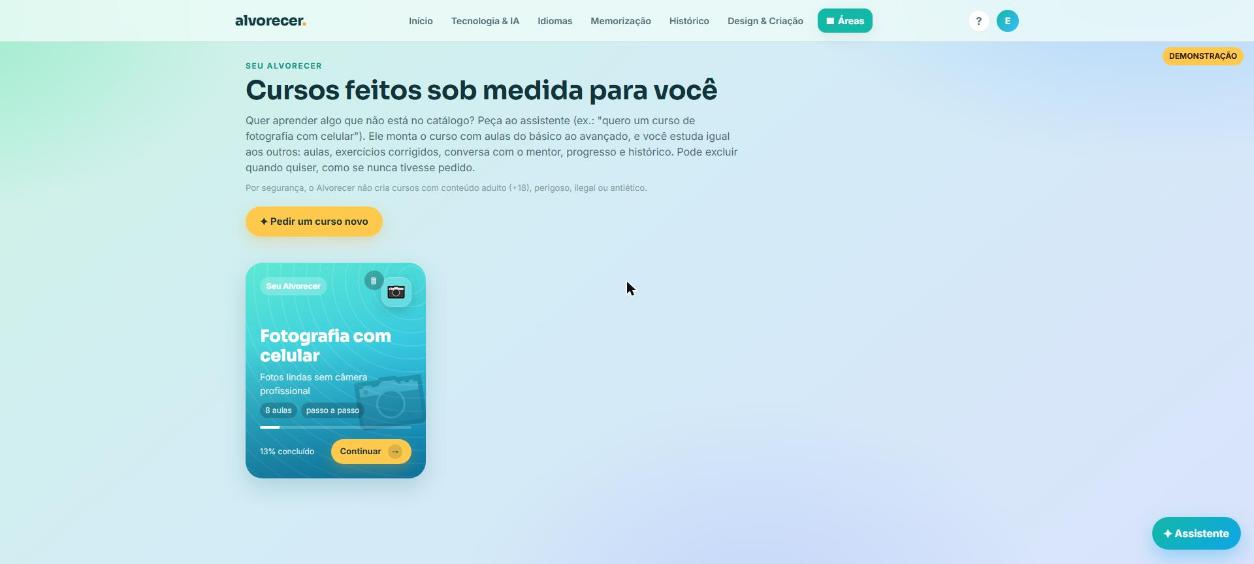 alvorecer.
Início
Tecnologia & IA
Idiomas
Memorização
Histórico
Design & Criação
Áreas
?
E
DEMONSTRAÇÃO
SEU ALVORECER
Cursos feitos sob medida para você
Quer aprender algo que não está no catálogo? Peça ao assistente (ex.: "quero um curso de
fotografia com celular"). Ele monta o curso com aulas do básico ao avançado, e você estuda igual
aos outros: aulas, exercícios corrigidos, conversa com o mentor, progresso e histórico. Pode excluir
quando quiser, como se nunca tivesse pedido.
Por segurança, o Alvorecer não cria cursos com conteúdo adulto (+18), perigoso, ilegal ou antiético.
✦ Pedir um curso novo
Seu Alvorecer
Fotografia com
celular
Fotos lindas sem câmera
profissional
8 aulas
passo a passo
13% concluído
Continuar →
✦ Assistente